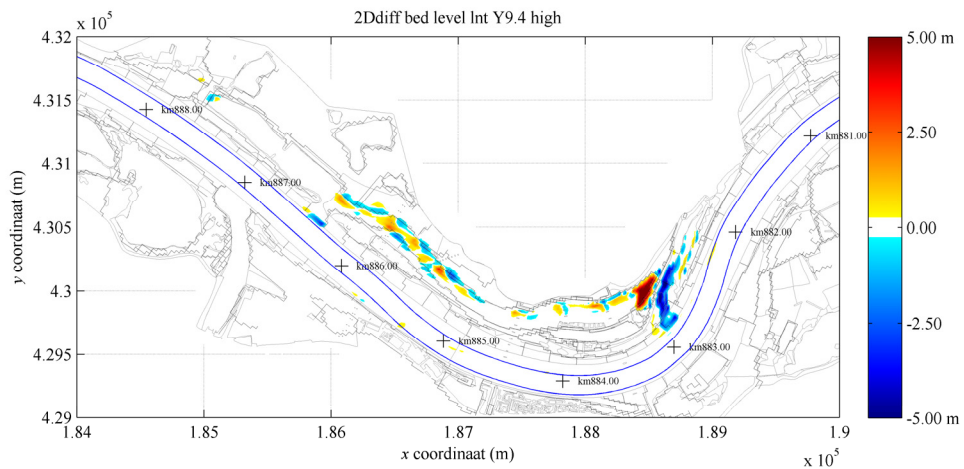 2Ddiff bed level lnt Y9.4 high
x 10^5
4.32
4.315
4.31
4.305
4.3
4.295
4.29
y coordinaat (m)
km888.00
km887.00
km886.00
km885.00
km884.00
km883.00
km882.00
km881.00
1.84
1.85
1.86
1.87
1.88
1.89
1.9
x coordinaat (m)
x 10^5
5.00 m
2.50
0.00
-2.50
-5.00 m